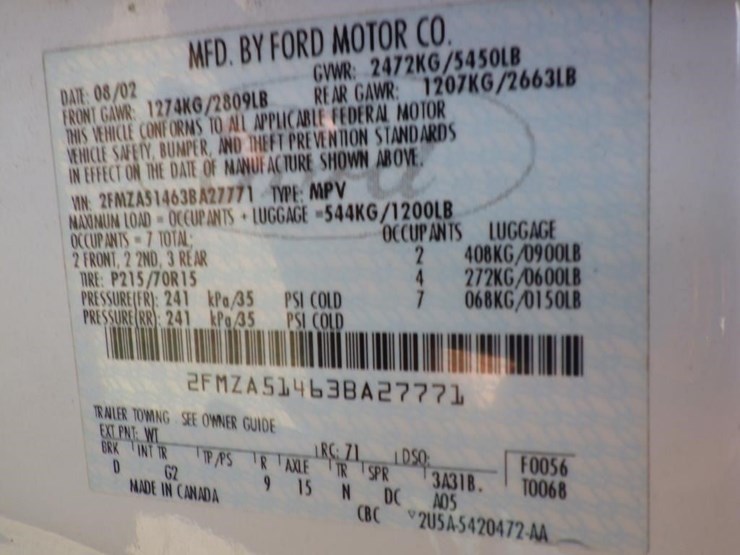 MFD. BY FORD MOTOR CO.
DATE: 08/02 GVWR: 2472KG/5450LB
FRONT GAWR: 1274KG/2809LB REAR GAWR: 1207KG/2663LB
THIS VEHICLE CONFORMS TO ALL APPLICABLE FEDERAL MOTOR
VEHICLE SAFETY, BUMPER, AND THEFT PREVENTION STANDARDS
IN EFFECT ON THE DATE OF MANUFACTURE SHOWN ABOVE.
VIN: 2FMZA51463BA27771 TYPE: MPV
MAXIMUM LOAD = OCCUPANTS + LUGGAGE =544KG/1200LB
OCCUPANTS = 7 TOTAL; OCCUPANTS LUGGAGE
2 FRONT, 2 2ND, 3 REAR 2 408KG/0900LB
TIRE: P215/70R15 4 272KG/0600LB
PRESSURE(FR): 241 kPa/35 PSI COLD 7 068KG/0150LB
PRESSURE(RR): 241 kPa/35 PSI COLD
2FMZA51463BA27771
TRAILER TOWING SEE OWNER GUIDE
EXT PNT: WT RC: 71 DSO: F0056
BRK INT TR TP/PS R AXLE TR SPR 3A31B. T0068
D G2 9 15 N DC A05
MADE IN CANADA CBC ▽2U5A-5420472-AA